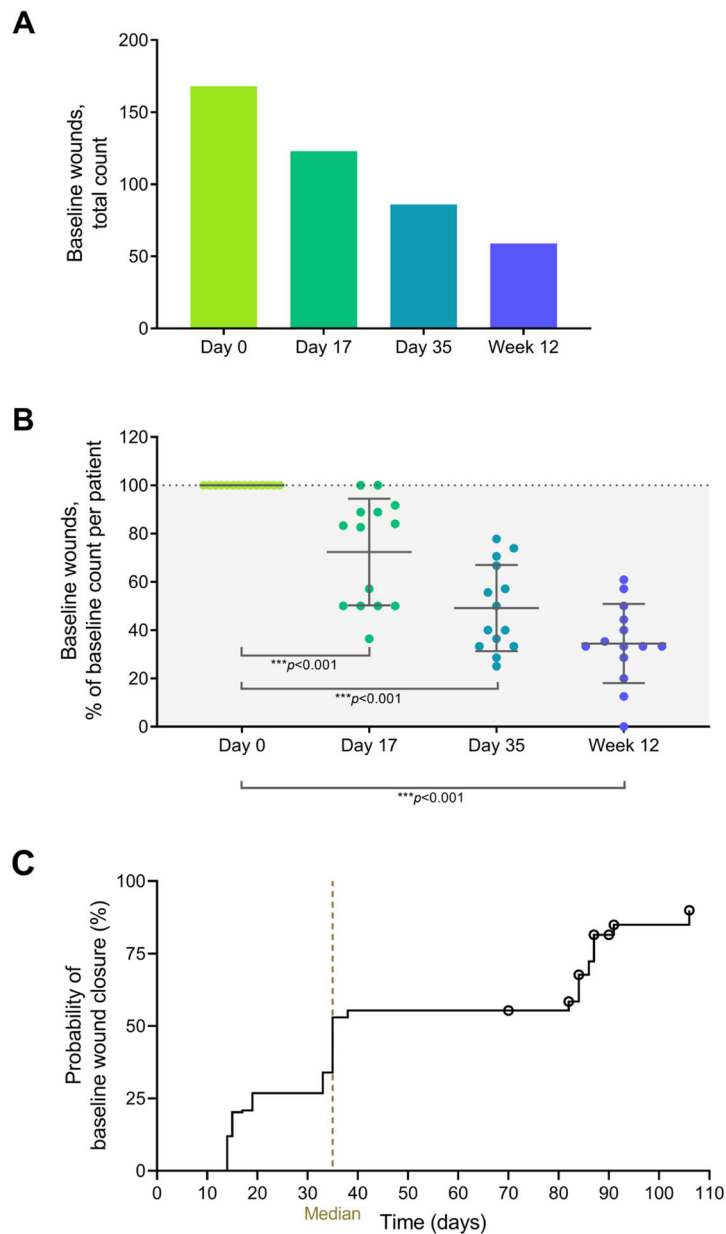 A
Baseline wounds,
total count
200
150
100
50
0
Day 0 Day 17 Day 35 Week 12
B
Baseline wounds,
% of baseline count per patient
120
100
80
60
40
20
0
***p<0.001
***p<0.001
Day 0 Day 17 Day 35 Week 12
***p<0.001
C
Probability of
baseline wound closure (%)
100
75
50
25
0
0 10 20 30 40 50 60 70 80 90 100 110
Median Time (days)